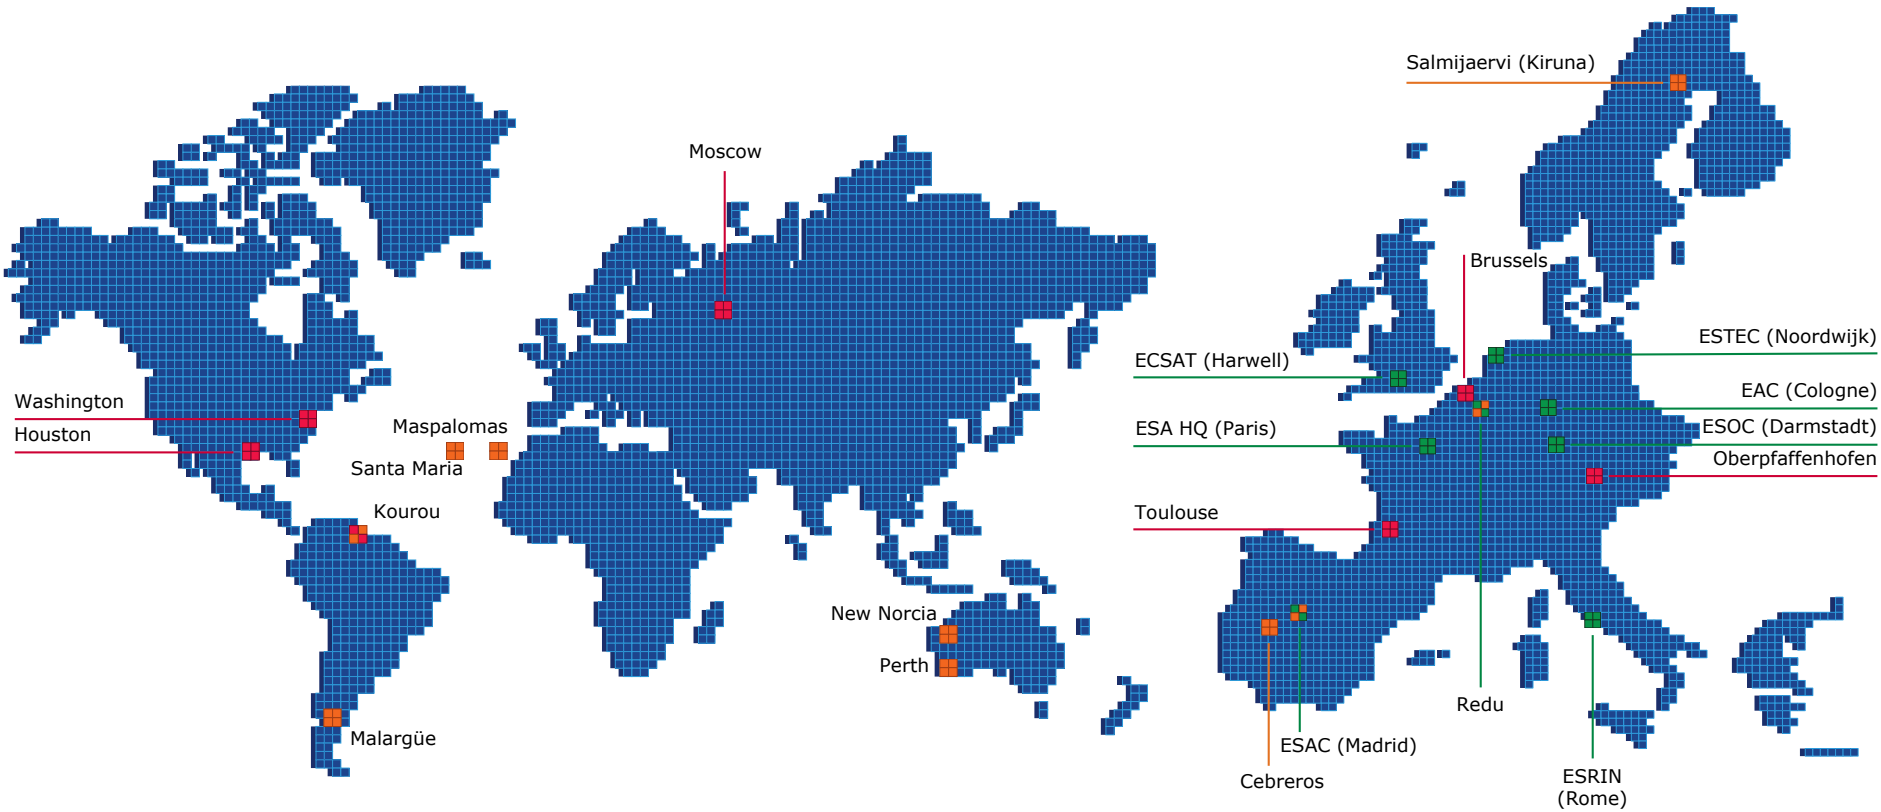 Salmijaervi (Kiruna)
Moscow
Brussels
ESTEC (Noordwijk)
ECSAT (Harwell)
EAC (Cologne)
Washington
Maspalomas
ESA HQ (Paris)
ESOC (Darmstadt)
Houston
Santa Maria
Oberpfaffenhofen
Kourou
Toulouse
New Norcia
Perth
Redu
Malargüe
ESAC (Madrid)
Cebreros
ESRIN
(Rome)